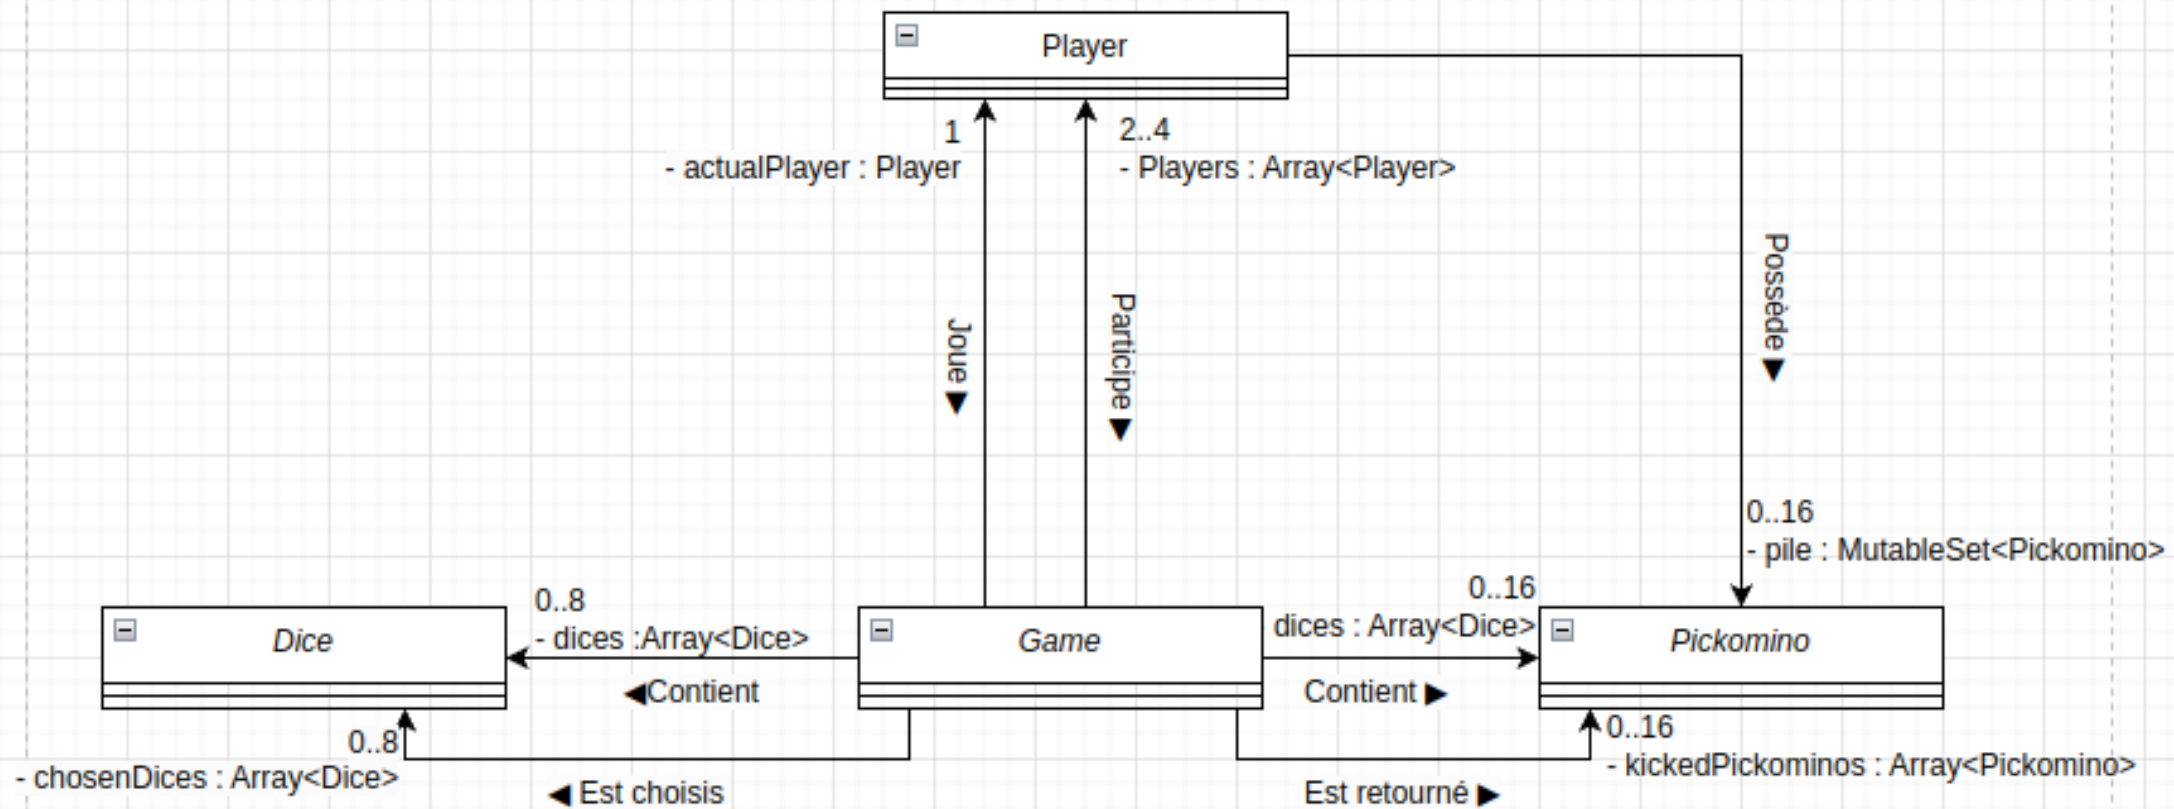 Player
1
- actualPlayer : Player
2..4
- Players : Array<Player>
Joue ▼
Participe ▼
Possède ▼
0..16
- pile : MutableSet<Pickomino>
0..8
- dices :Array<Dice>
0..16
dices : Array<Dice>
Dice
Game
Pickomino
◀Contient
Contient ▶
0..8
- chosenDices : Array<Dice>
◀ Est choisis
0..16
- kickedPickominos : Array<Pickomino>
Est retourné ▶